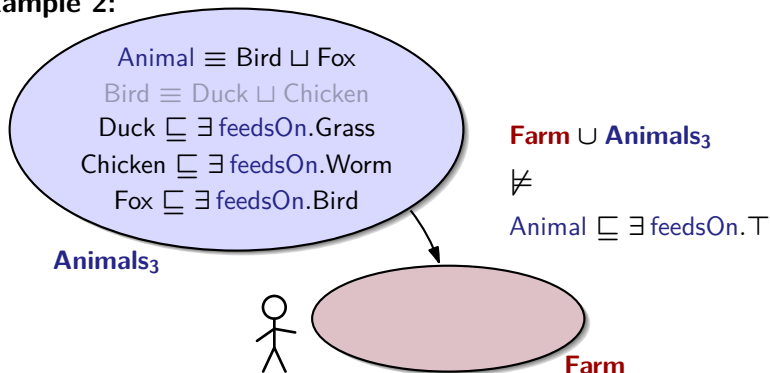 ample 2:
Animal ≡ Bird ⊔ Fox
Bird ≡ Duck ⊔ Chicken
Duck ⊑ ∃ feedsOn.Grass
Chicken ⊑ ∃ feedsOn.Worm
Fox ⊑ ∃ feedsOn.Bird
Animals₃
Farm ∪ Animals₃
⊭
Animal ⊑ ∃ feedsOn.⊤
Farm